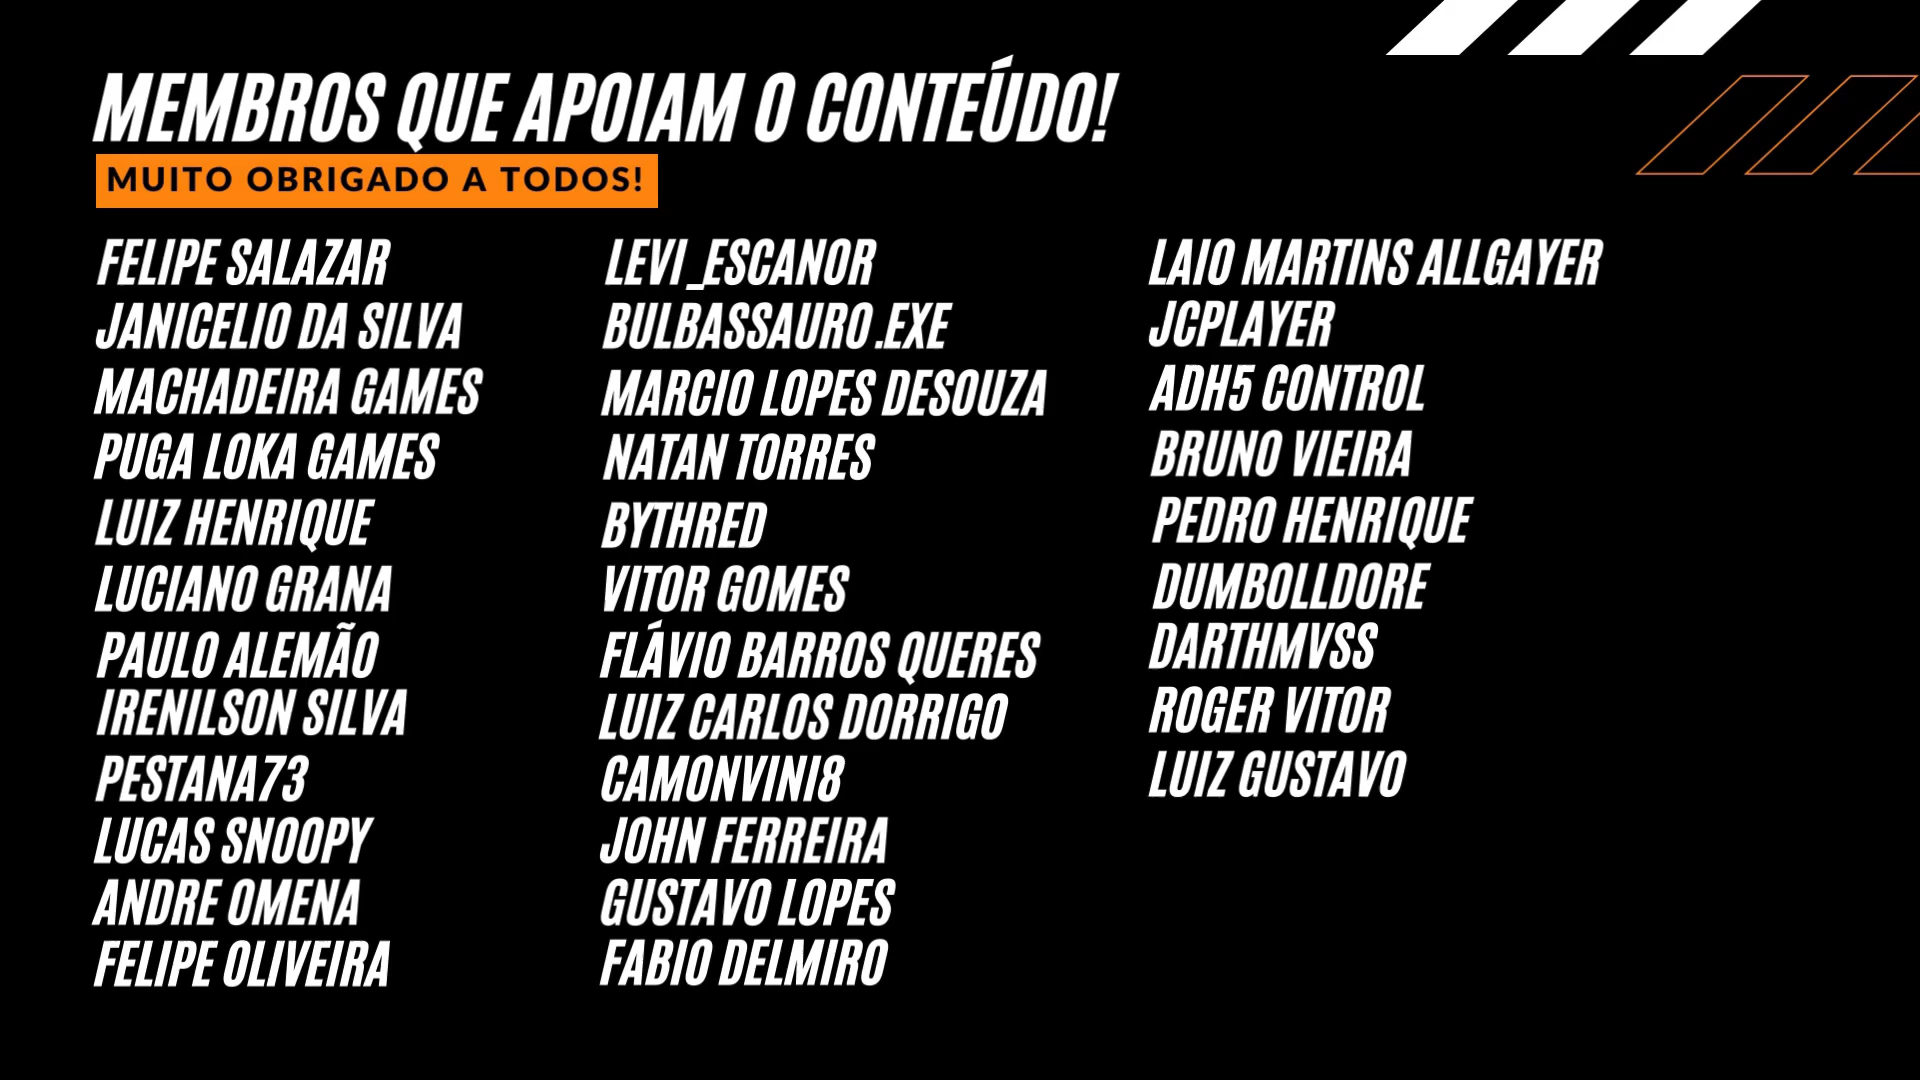 MEMBROS QUE APOIAM O CONTEÚDO!
MUITO OBRIGADO A TODOS!
FELIPE SALAZAR
JANICELIO DA SILVA
MACHADEIRA GAMES
PUGA LOKA GAMES
LUIZ HENRIQUE
LUCIANO GRANA
PAULO ALEMÃO
IRENILSON SILVA
PESTANA73
LUCAS SNOOPY
ANDRE OMENA
FELIPE OLIVEIRA
LEVI_ESCANOR
BULBASSAURO.EXE
MARCIO LOPES DESOUZA
NATAN TORRES
BYTHRED
VITOR GOMES
FLÁVIO BARROS QUERES
LUIZ CARLOS DORRIGO
CAMONVINI8
JOHN FERREIRA
GUSTAVO LOPES
FABIO DELMIRO
LAIO MARTINS ALLGAYER
JCPLAYER
ADH5 CONTROL
BRUNO VIEIRA
PEDRO HENRIQUE
DUMBOLLDORE
DARTHMVSS
ROGER VITOR
LUIZ GUSTAVO